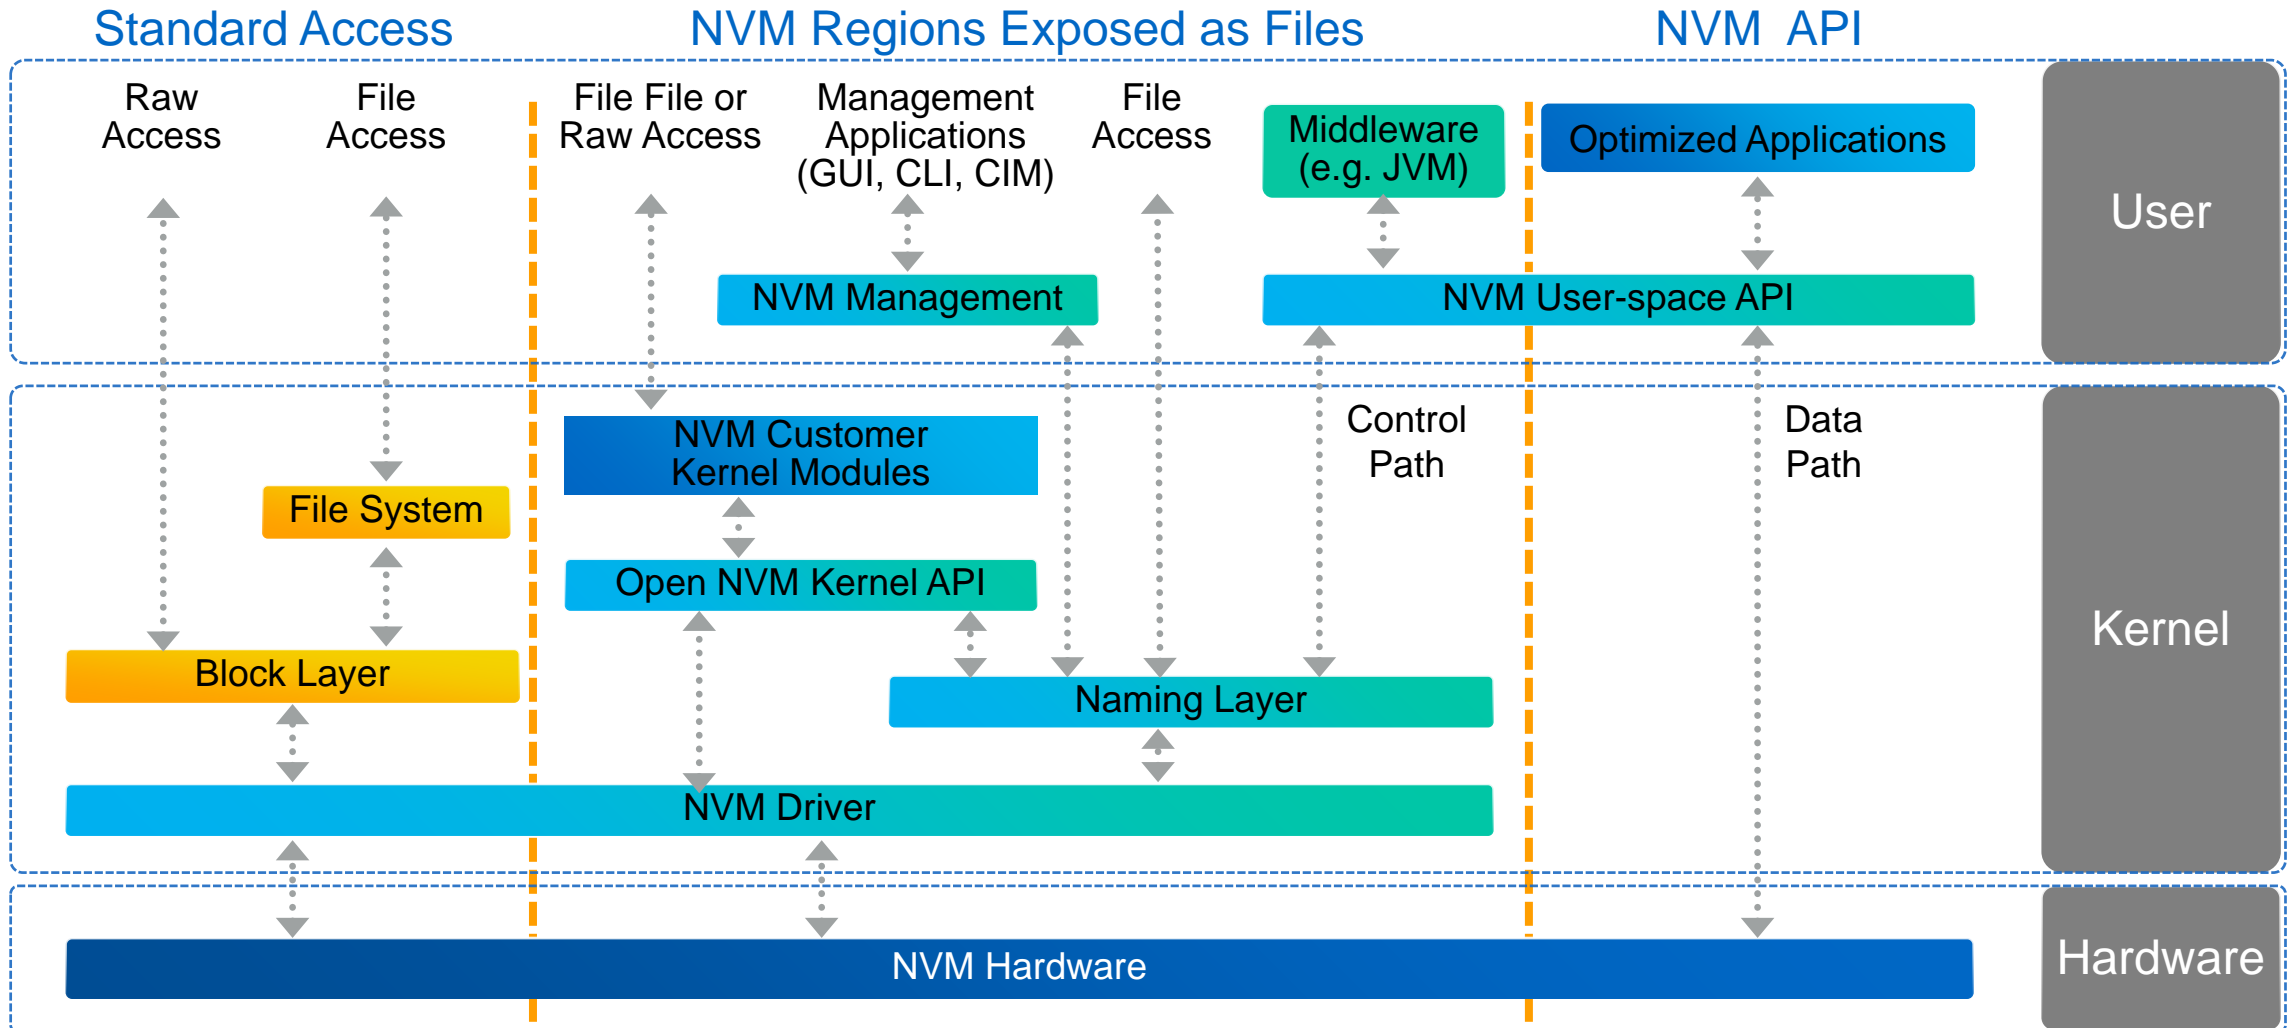 Standard Access
NVM Regions Exposed as Files
NVM API
Raw
Access
File
Access
File File or
Raw Access
Management
Applications
(GUI, CLI, CIM)
File
Access
Middleware
(e.g. JVM)
Optimized Applications
User
NVM Management
NVM User-space API
NVM Customer
Kernel Modules
Control
Path
Data
Path
File System
Open NVM Kernel API
Kernel
Block Layer
Naming Layer
NVM Driver
NVM Hardware
Hardware